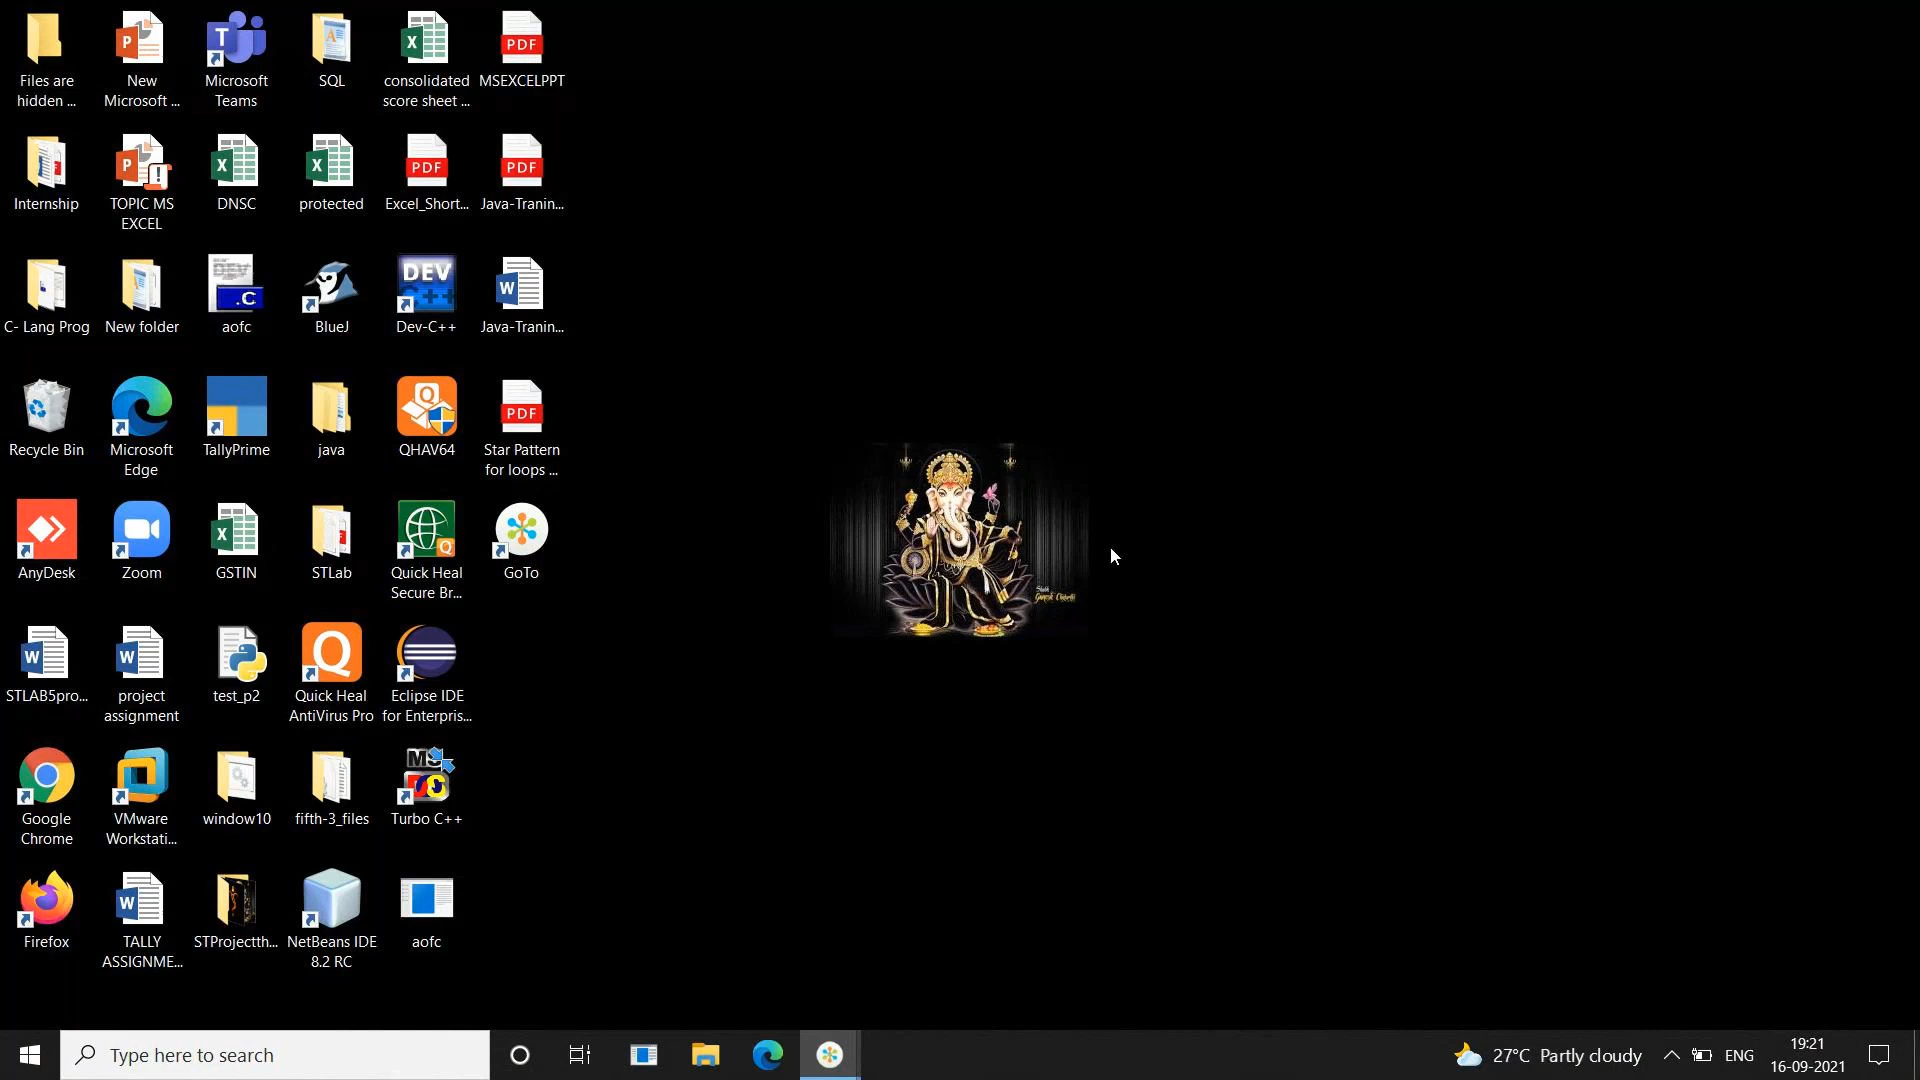 Files are
hidden ...
New
Microsoft ...
Microsoft
Teams
SQL
consolidated
score sheet ...
MSEXCELPPT
Internship
TOPIC MS
EXCEL
DNSC
protected
Excel_Short...
Java-Tranin...
C- Lang Prog
New folder
aofc
BlueJ
Dev-C++
Java-Tranin...
Recycle Bin
Microsoft
Edge
TallyPrime
java
QHAV64
Star Pattern
for loops ...
AnyDesk
Zoom
GSTIN
STLab
Quick Heal
Secure Br...
GoTo
STLAB5pro...
project
assignment
test_p2
Quick Heal
AntiVirus Pro
Eclipse IDE
for Enterpris...
Google
Chrome
VMware
Workstati...
window10
fifth-3_files
Turbo C++
Firefox
TALLY
ASSIGNME...
STProjectth...
NetBeans IDE
8.2 RC
aofc
PDF
PDF
PDF
DEV
C++
.C
PDF
MS
Type here to search
27°C Partly cloudy
ENG
19:21
16-09-2021